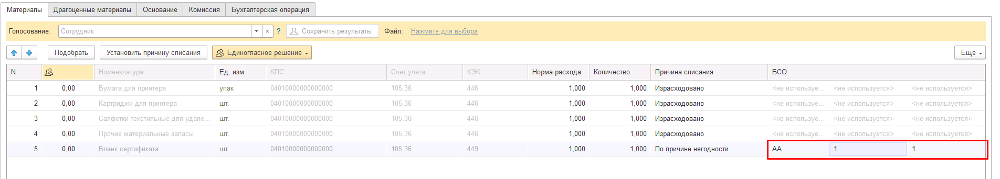 Материалы Драгоценные материалы Основание Комиссия Бухгалтерская операция
Голосование: Сотрудник ? Сохранить результаты Файл: Нажмите для выбора
Подобрать Установить причину списания Единогласное решение Еще
N Номенклатура Ед. изм. КПС Счет учета КЭК Норма расхода Количество Причина списания БСО
1 0,00 Бумага для принтера упак 04010000000000000 105.36 446 1,000 1,000 Израсходовано <не используе... <не используется> <не используется>
2 0,00 Картриджи для принтера шт. 04010000000000000 105.36 446 1,000 1,000 Израсходовано <не используе... <не используется> <не используется>
3 0,00 Салфетки текстильные для удале... шт. 04010000000000000 105.36 446 1,000 1,000 Израсходовано <не используе... <не используется> <не используется>
4 0,00 Прочие материальные запасы шт. 04010000000000000 105.36 446 1,000 1,000 Израсходовано <не используе... <не используется> <не используется>
5 0,00 Бланк сертификата шт. 04010000000000000 105.36 449 1,000 1,000 По причине негодности АА 1 1